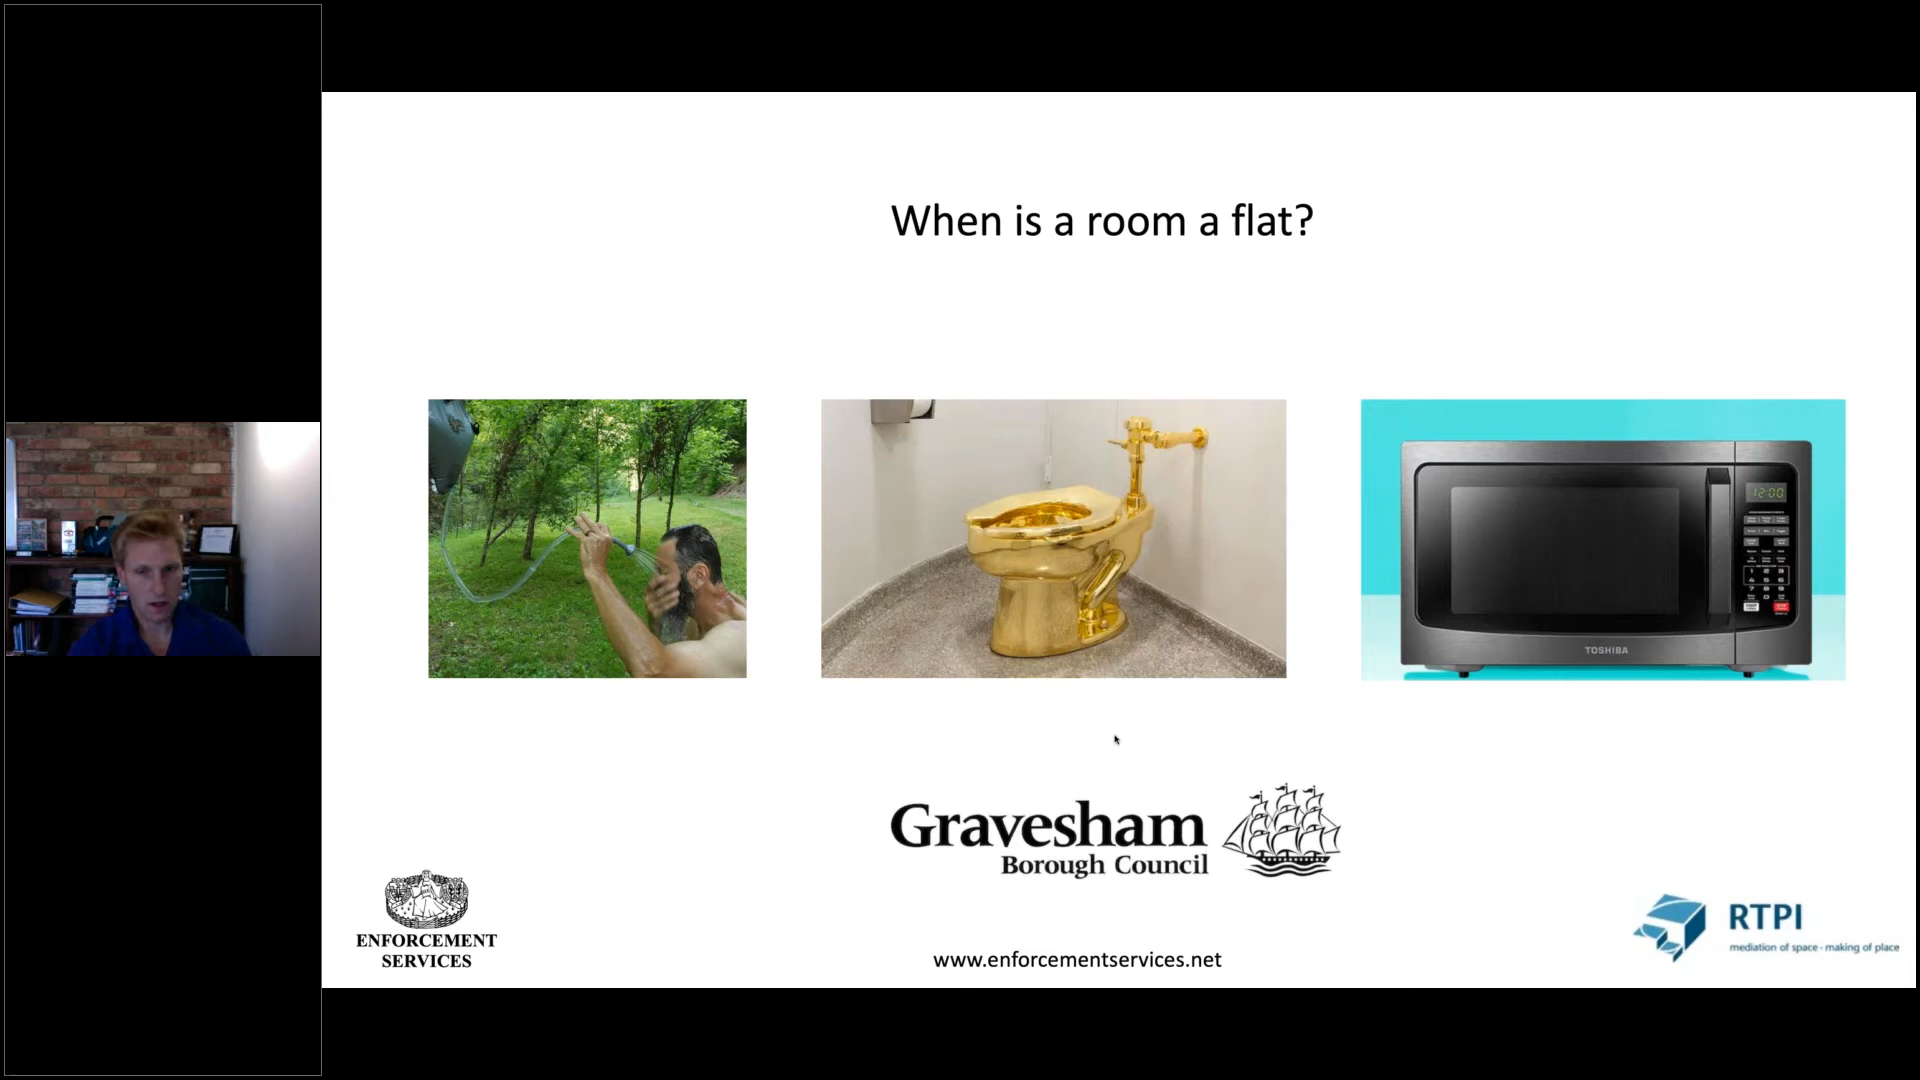 When is a room a flat?
12:00
TOSHIBA
Gravesham
Borough Council
ENFORCEMENT
SERVICES
www.enforcementservices.net
RTPI
mediation of space · making of place